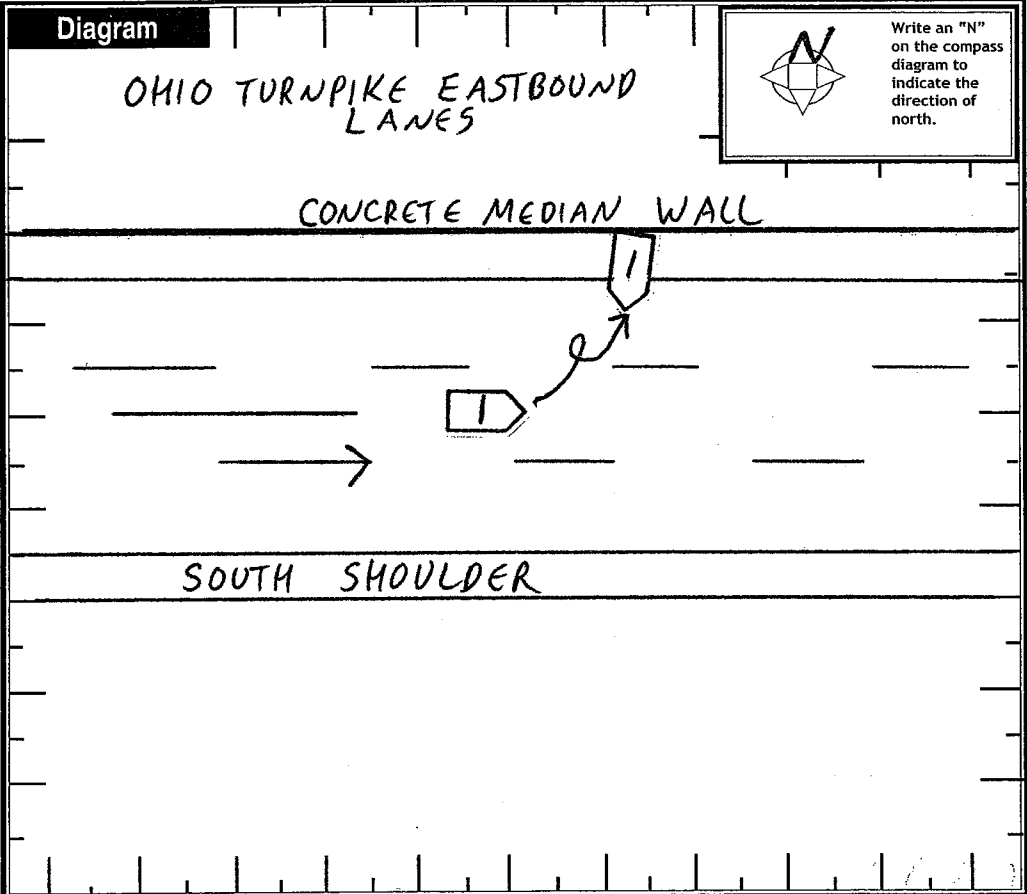 Diagram
N
Write an "N"
on the compass
diagram to
indicate the
direction of
north.
OHIO TURNPIKE EASTBOUND
LANES
CONCRETE MEDIAN WALL
1
1
SOUTH SHOULDER